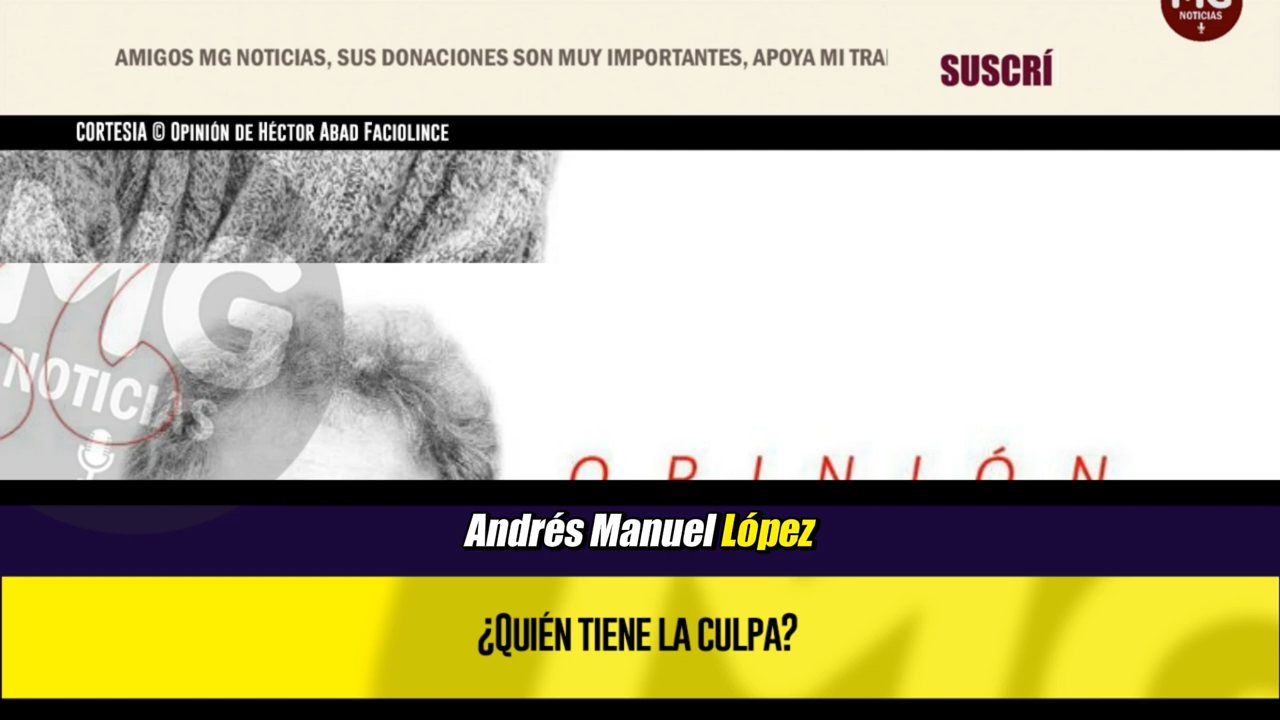 MG
NOTICIAS
AMIGOS MG NOTICIAS, SUS DONACIONES SON MUY IMPORTANTES, APOYA MI TRA
SUSCRÍ
CORTESIA © OPINIÓN DE HÉCTOR ABAD FACIOLINCE
MG
NOTICIAS
OPINIÓN
Andrés Manuel López
¿QUIÉN TIENE LA CULPA?